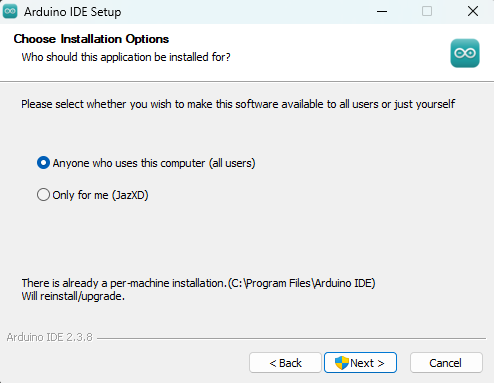 Arduino IDE Setup
Choose Installation Options
Who should this application be installed for?
Please select whether you wish to make this software available to all users or just yourself
Anyone who uses this computer (all users)
Only for me (JazXD)
There is already a per-machine installation.(C:\Program Files\Arduino IDE)
Will reinstall/upgrade.
Arduino IDE 2.3.8
< Back
Next >
Cancel